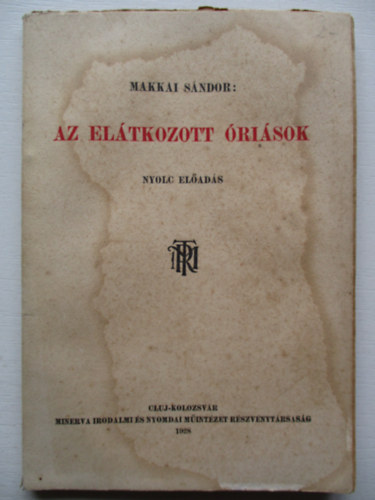 MAKKAI SÁNDOR:
AZ ELÁTKOZOTT ÓRIÁSOK
NYOLC ELŐADÁS
CLUJ-KOLOZSVÁR
MINERVA IRODALMI ÉS NYOMDAI MŰINTÉZET RÉSZVÉNYTÁRSASÁG
1928